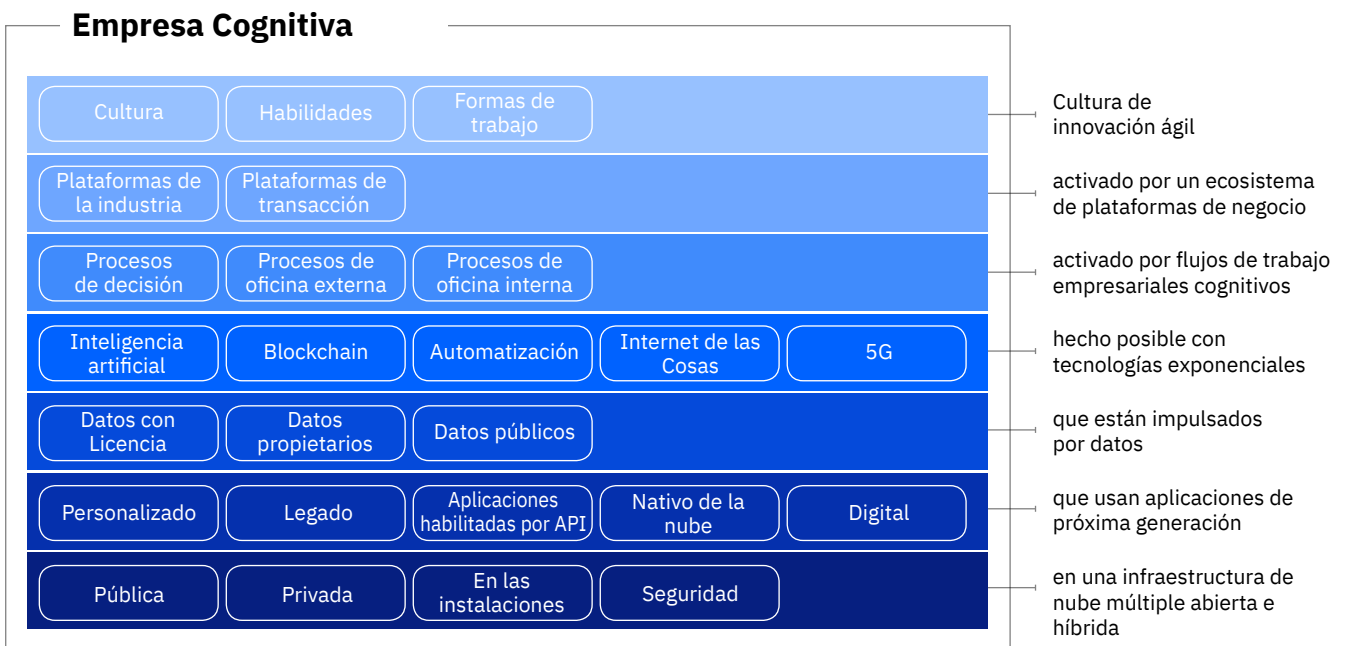 Empresa Cognitiva
Cultura
Habilidades
Formas de
trabajo
Cultura de
innovación ágil
Plataformas de
la industria
Plataformas de
transacción
activado por un ecosistema
de plataformas de negocio
Procesos
de decisión
Procesos de
oficina externa
Procesos de
oficina interna
activado por flujos de trabajo
empresariales cognitivos
Inteligencia
artificial
Blockchain
Automatización
Internet de las
Cosas
5G
hecho posible con
tecnologías exponenciales
Datos con
Licencia
Datos
propietarios
Datos públicos
que están impulsados
por datos
Personalizado
Legado
Aplicaciones
habilitadas por API
Nativo de la
nube
Digital
que usan aplicaciones de
próxima generación
Pública
Privada
En las
instalaciones
Seguridad
en una infraestructura de
nube múltiple abierta e
híbrida